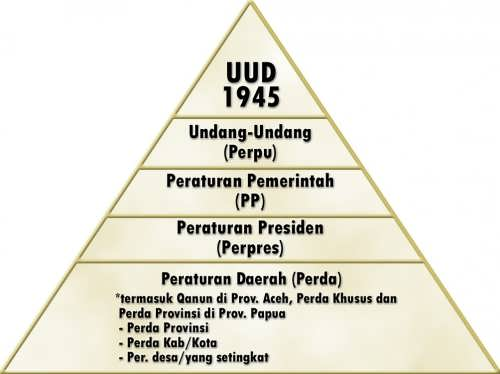 UUD
1945
Undang-Undang
(Perpu)
Peraturan Pemerintah
(PP)
Peraturan Presiden
(Perpres)
Peraturan Daerah (Perda)
*termasuk Qanun di Prov. Aceh, Perda Khusus dan
Perda Provinsi di Prov. Papua
- Perda Provinsi
- Perda Kab/Kota
- Per. desa/yang setingkat